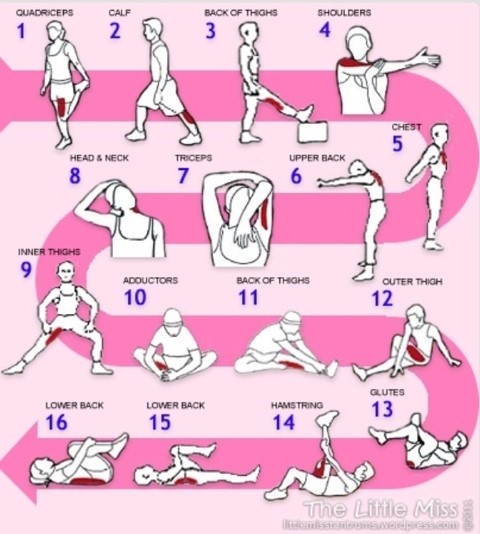 QUADRICEPS
1
CALF
2
BACK OF THIGHS
3
SHOULDERS
4
CHEST
5
UPPER BACK
6
TRICEPS
7
HEAD & NECK
8
INNER THIGHS
9
ADDUCTORS
10
BACK OF THIGHS
11
OUTER THIGH
12
GLUTES
13
HAMSTRING
14
LOWER BACK
15
LOWER BACK
16
The Little Miss
littlemisstantrums.wordpress.com